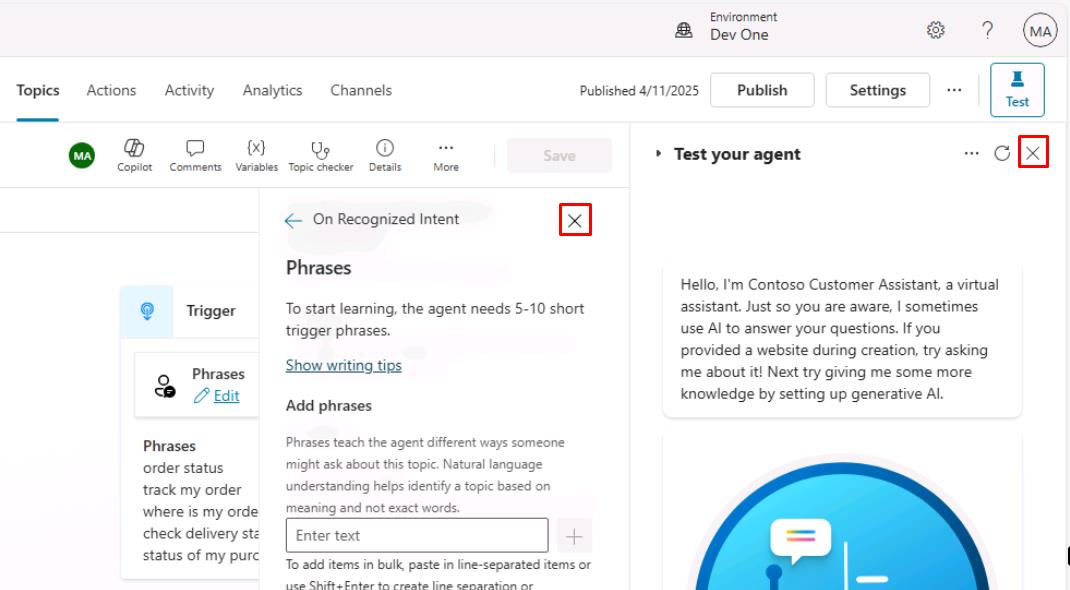 Environment
Dev One
MA
Topics
Actions
Activity
Analytics
Channels
Published 4/11/2025
Publish
Settings
Test
MA
Copilot
Comments
Variables
Topic checker
Details
More
Save
Test your agent
On Recognized Intent
Phrases
To start learning, the agent needs 5-10 short
trigger phrases.
Show writing tips
Add phrases
Phrases teach the agent different ways someone
might ask about this topic. Natural language
understanding helps identify a topic based on
meaning and not exact words.
Enter text
To add items in bulk, paste in line-separated items or
use Shift+Enter to create line separation or
Trigger
Phrases
Edit
Phrases
order status
track my order
where is my orde
check delivery sta
status of my purc
Hello, I'm Contoso Customer Assistant, a virtual
assistant. Just so you are aware, I sometimes
use AI to answer your questions. If you
provided a website during creation, try asking
me about it! Next try giving me some more
knowledge by setting up generative AI.